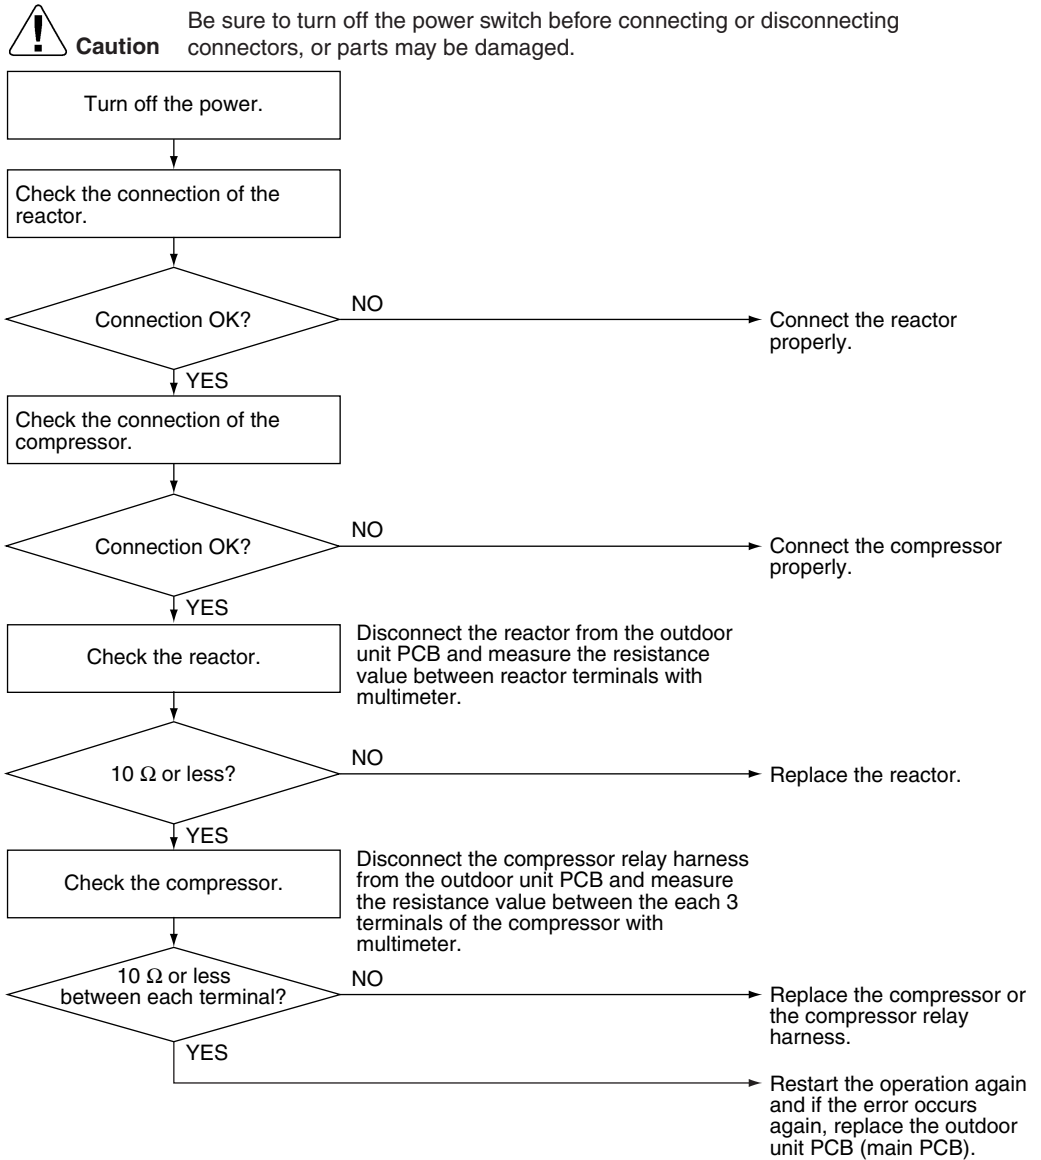 Be sure to turn off the power switch before connecting or disconnecting
Caution connectors, or parts may be damaged.
Turn off the power.
Check the connection of the
reactor.
Connection OK?
NO
Connect the reactor
properly.
YES
Check the connection of the
compressor.
Connection OK?
NO
Connect the compressor
properly.
YES
Check the reactor.
Disconnect the reactor from the outdoor
unit PCB and measure the resistance
value between reactor terminals with
multimeter.
10 Ω or less?
NO
Replace the reactor.
YES
Check the compressor.
Disconnect the compressor relay harness
from the outdoor unit PCB and measure
the resistance value between the each 3
terminals of the compressor with
multimeter.
10 Ω or less
between each terminal?
NO
Replace the compressor or
the compressor relay
harness.
YES
Restart the operation again
and if the error occurs
again, replace the outdoor
unit PCB (main PCB).